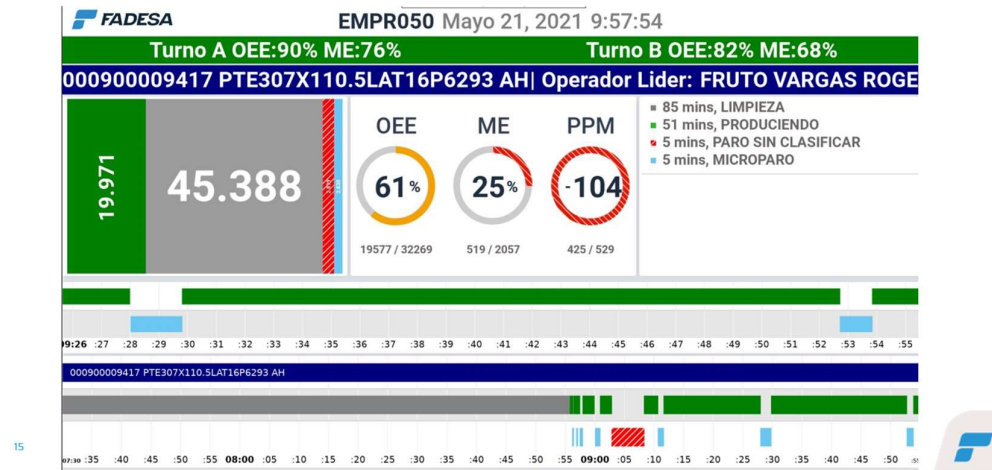 FADESA
EMPR050 Mayo 21, 2021 9:57:54
Turno A OEE:90% ME:76% Turno B OEE:82% ME:68%
000900009417 PTE307X110.5LAT16P6293 AH| Operador Lider: FRUTO VARGAS ROGE
19.971
45.388
OEE ME PPM
61% 25% -104
19577 / 32269 519 / 2057 425 / 529
85 mins, LIMPIEZA
51 mins, PRODUCIENDO
5 mins, PARO SIN CLASIFICAR
5 mins, MICROPARO
09:26 :27 :28 :29 :30 :31 :32 :33 :34 :35 :36 :37 :38 :39 :40 :41 :42 :43 :44 :45 :46 :47 :48 :49 :50 :51 :52 :53 :54 :55
000900009417 PTE307X110.5LAT16P6293 AH
07:30 :35 :40 :45 :50 :55 08:00 :05 :10 :15 :20 :25 :30 :35 :40 :45 :50 :55 09:00 :05 :10 :15 :20 :25 :30 :35 :40 :45 :50
15